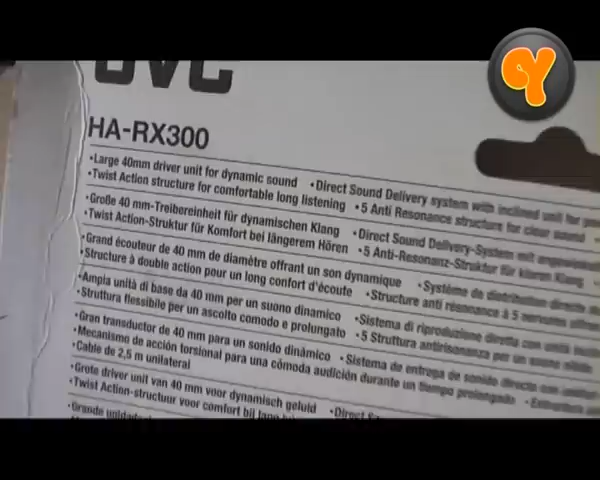 JVC
HA-RX300
•Large 40mm driver unit for dynamic sound •Direct Sound Delivery system with inclined unit for
•Twist Action structure for comfortable long listening •5 Anti Resonance structure for clear sound
•Große 40 mm-Treibereinheit für dynamischen Klang •Direct Sound Delivery-System mit
•Twist Action-Struktur für Komfort bei längerem Hören •5 Anti-Resonanz-Struktur für klaren Klang
•Grand écouteur de 40 mm de diamètre offrant un son dynamique •Système de distribution directe
•Structure à double action pour un long confort d'écoute •Structure anti résonance à 5
•Ampia unità di base da 40 mm per un suono dinamico •Sistema di riproduzione diretta con unità
•Struttura flessibile per un ascolto comodo e prolungato •5 Struttura antirisonanza per un suono
•Gran transductor de 40 mm para un sonido dinámico •Sistema de entrega de sonido directo con
•Mecanismo de acción torsional para una cómoda audición durante un tiempo prolongado
•Cable de 2,5 m unilateral
•Grote driver unit van 40 mm voor dynamisch geluid •Direct
•Twist Action-structuur voor comfort bij lang
•Grande